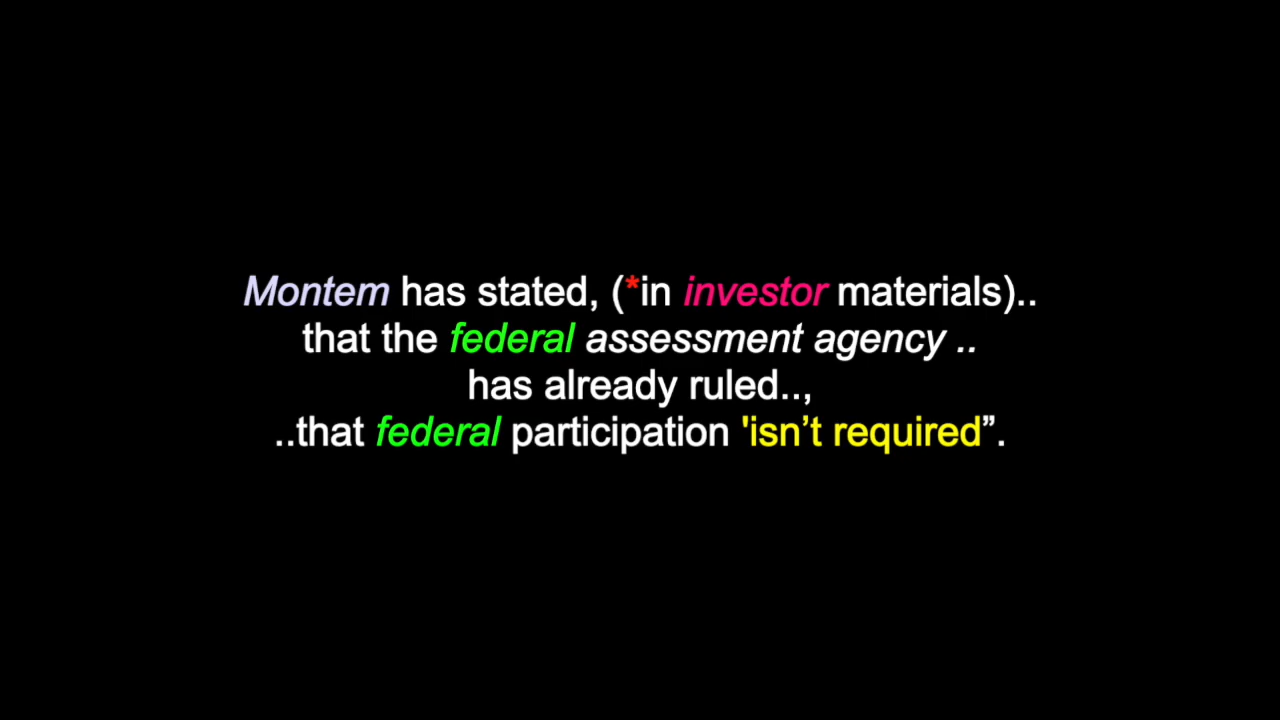 Montem has stated, (*in investor materials)..
that the federal assessment agency ..
has already ruled..,
..that federal participation 'isn’t required”.